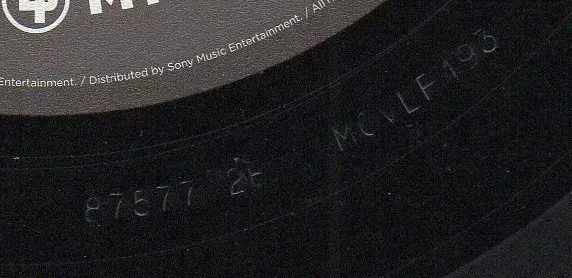 Entertainment. / Distributed by Sony Music Entertainment. / All
87577 2E MOVLP193